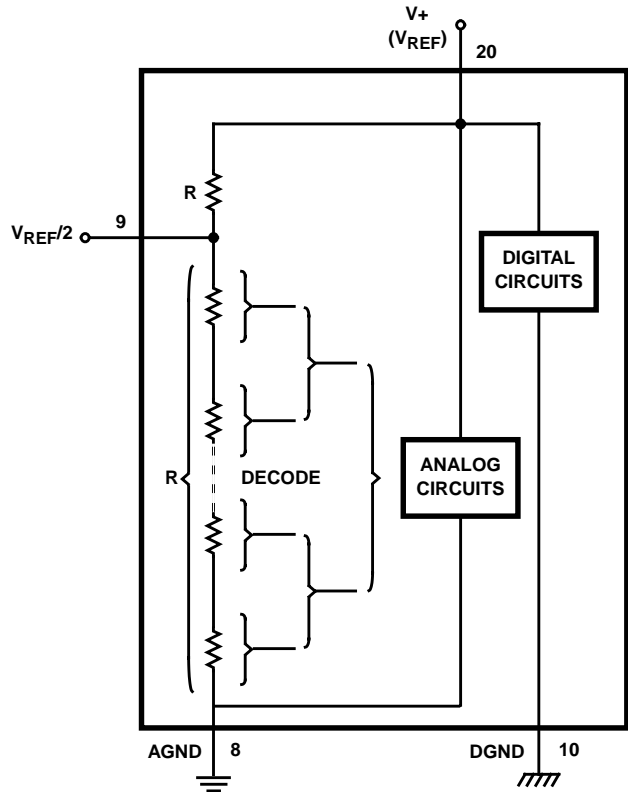 V+
(VREF)
20
R
9
VREF/2
DIGITAL
CIRCUITS
R
DECODE
ANALOG
CIRCUITS
AGND
8
DGND
10